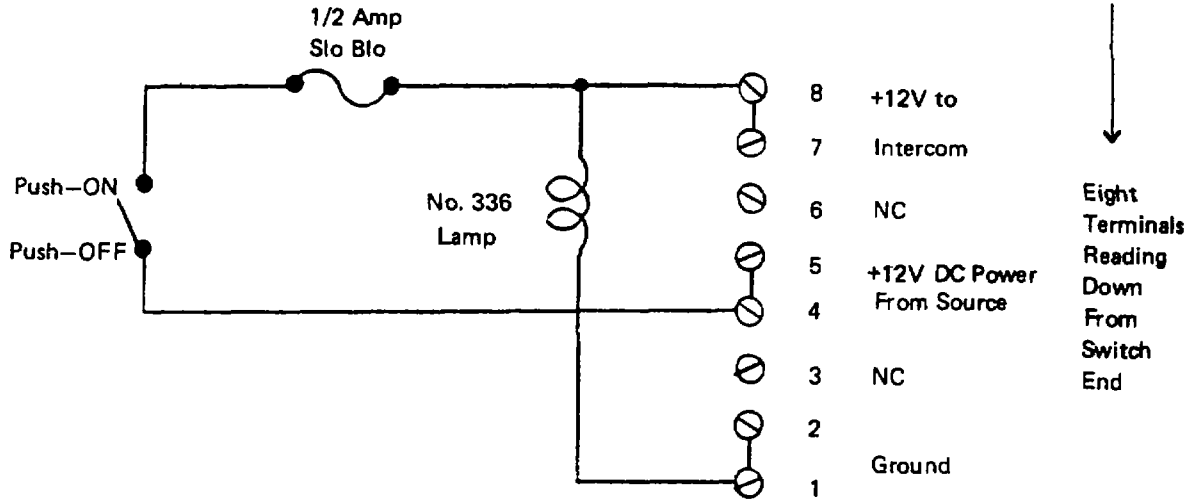 1/2 Amp
Slo Blo
Push-ON
Push-OFF
No. 336
Lamp
8 +12V to
7 Intercom
6 NC
5 +12V DC Power
4 From Source
3 NC
2
Ground
1
Eight
Terminals
Reading
Down
From
Switch
End